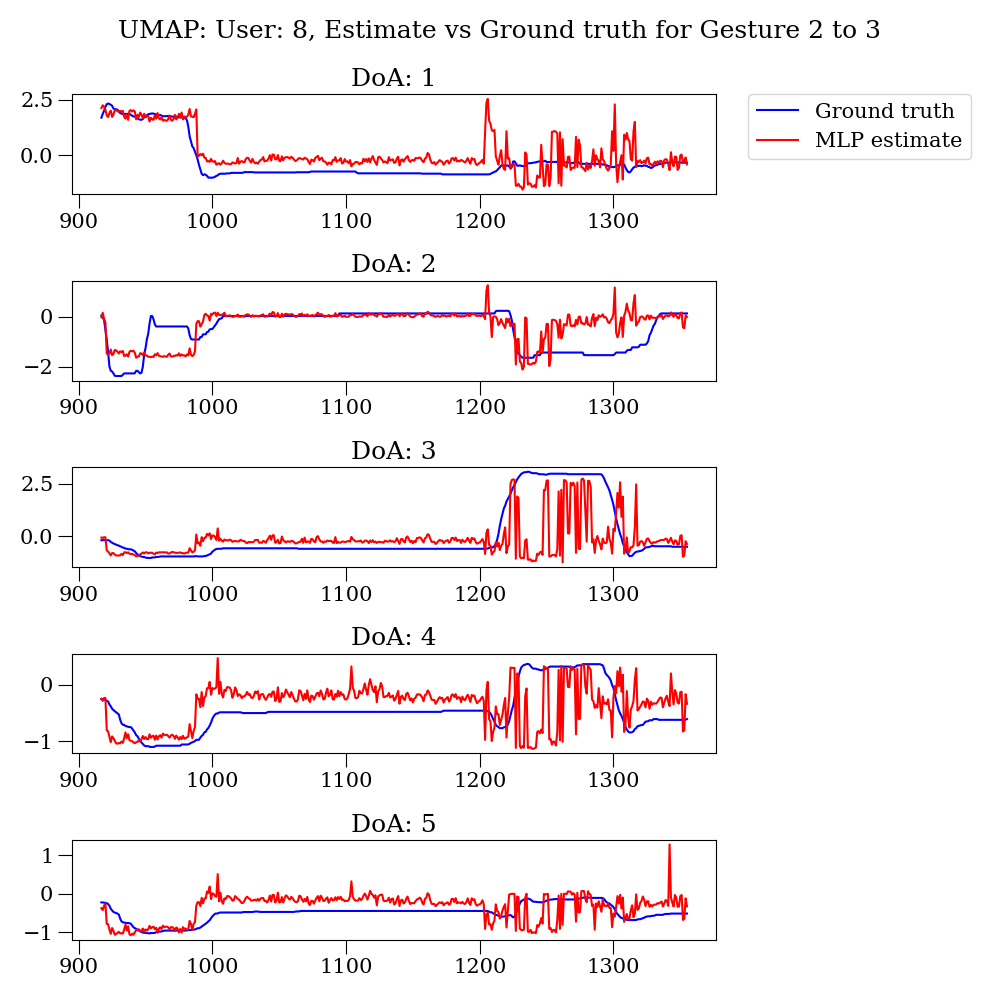 UMAP: User: 8, Estimate vs Ground truth for Gesture 2 to 3
DoA: 1
2.5
0.0
900 1000 1100 1200 1300
Ground truth
MLP estimate
DoA: 2
0
−2
900 1000 1100 1200 1300
DoA: 3
2.5
0.0
900 1000 1100 1200 1300
DoA: 4
0
−1
900 1000 1100 1200 1300
DoA: 5
1
0
−1
900 1000 1100 1200 1300